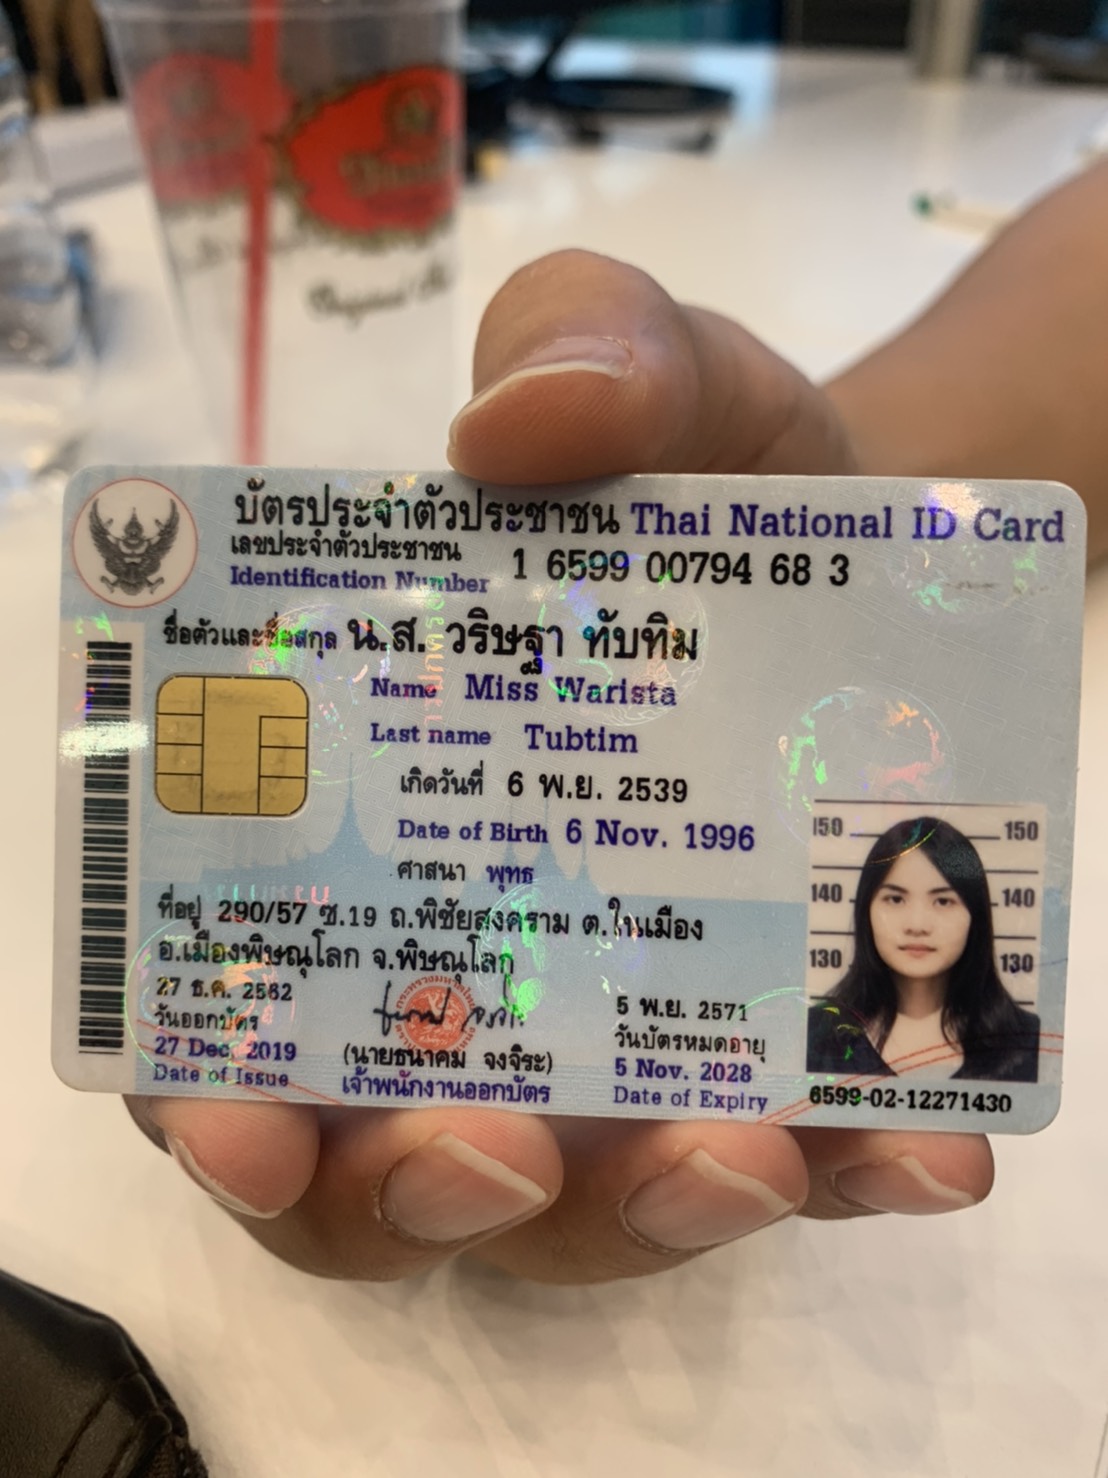 บัตรประจำตัวประชาชน Thai National ID Card
เลขประจำตัวประชาชน
Identification Number 1 6599 00794 68 3
ชื่อตัวและชื่อสกุล น.ส. วริษฐา ทับทิม
Name Miss Warista
Last name Tubtim
เกิดวันที่ 6 พ.ย. 2539
Date of Birth 6 Nov. 1996
ศาสนา พุทธ
ที่อยู่ 290/57 ซ.19 ถ.พิชัยสงคราม ต.ในเมือง
อ.เมืองพิษณุโลก จ.พิษณุโลก
27 ธ.ค. 2562
วันออกบัตร
27 Dec. 2019
Date of Issue
(นายธนาคม จงจิระ)
เจ้าพนักงานออกบัตร
5 พ.ย. 2571
วันบัตรหมดอายุ
5 Nov. 2028
Date of Expiry
150 150
140 140
130 130
6599-02-12271430